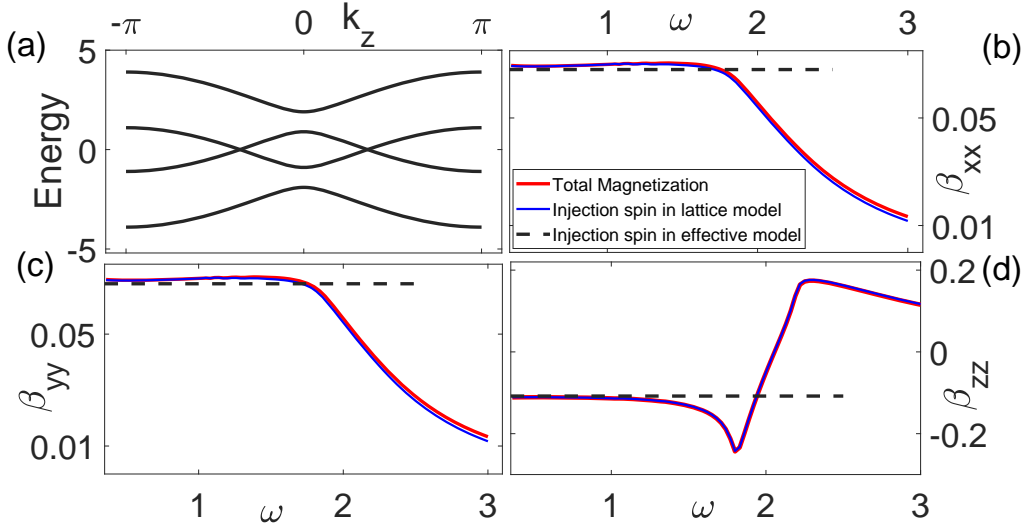 -π 0 k_z π
(a)
5
0
-5
Energy
1 ω 2 3
(b)
0.05
0.01
β_xx
Total Magnetization
Injection spin in lattice model
Injection spin in effective model
(c)
0.05
0.01
β_yy
1 ω 2 3
(d)
0.2
0
-0.2
β_zz
1 ω 2 3